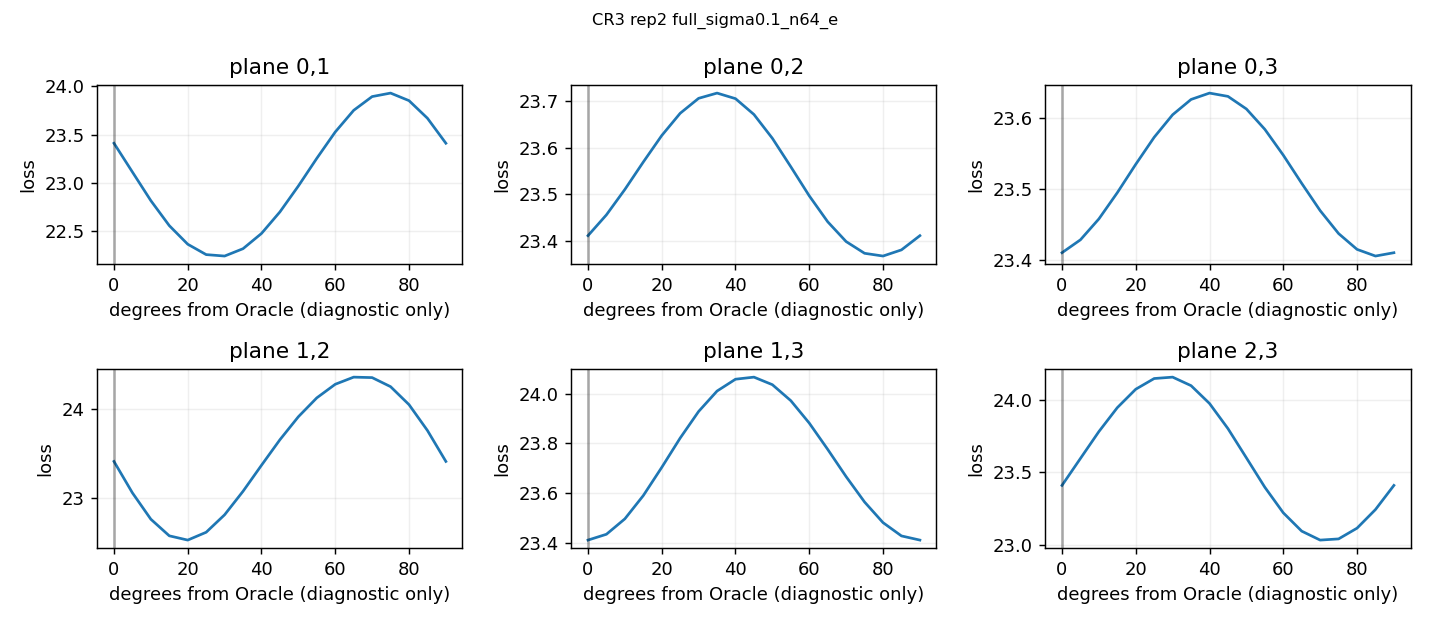 CR3 rep2 full_sigma0.1_n64_e
plane 0,1
plane 0,2
plane 0,3
24.0
23.5
23.0
22.5
loss
0 20 40 60 80
degrees from Oracle (diagnostic only)
23.7
23.6
23.5
23.4
loss
0 20 40 60 80
degrees from Oracle (diagnostic only)
23.6
23.5
23.4
loss
0 20 40 60 80
degrees from Oracle (diagnostic only)
plane 1,2
plane 1,3
plane 2,3
24
23
loss
0 20 40 60 80
degrees from Oracle (diagnostic only)
24.0
23.8
23.6
23.4
loss
0 20 40 60 80
degrees from Oracle (diagnostic only)
24.0
23.5
23.0
loss
0 20 40 60 80
degrees from Oracle (diagnostic only)